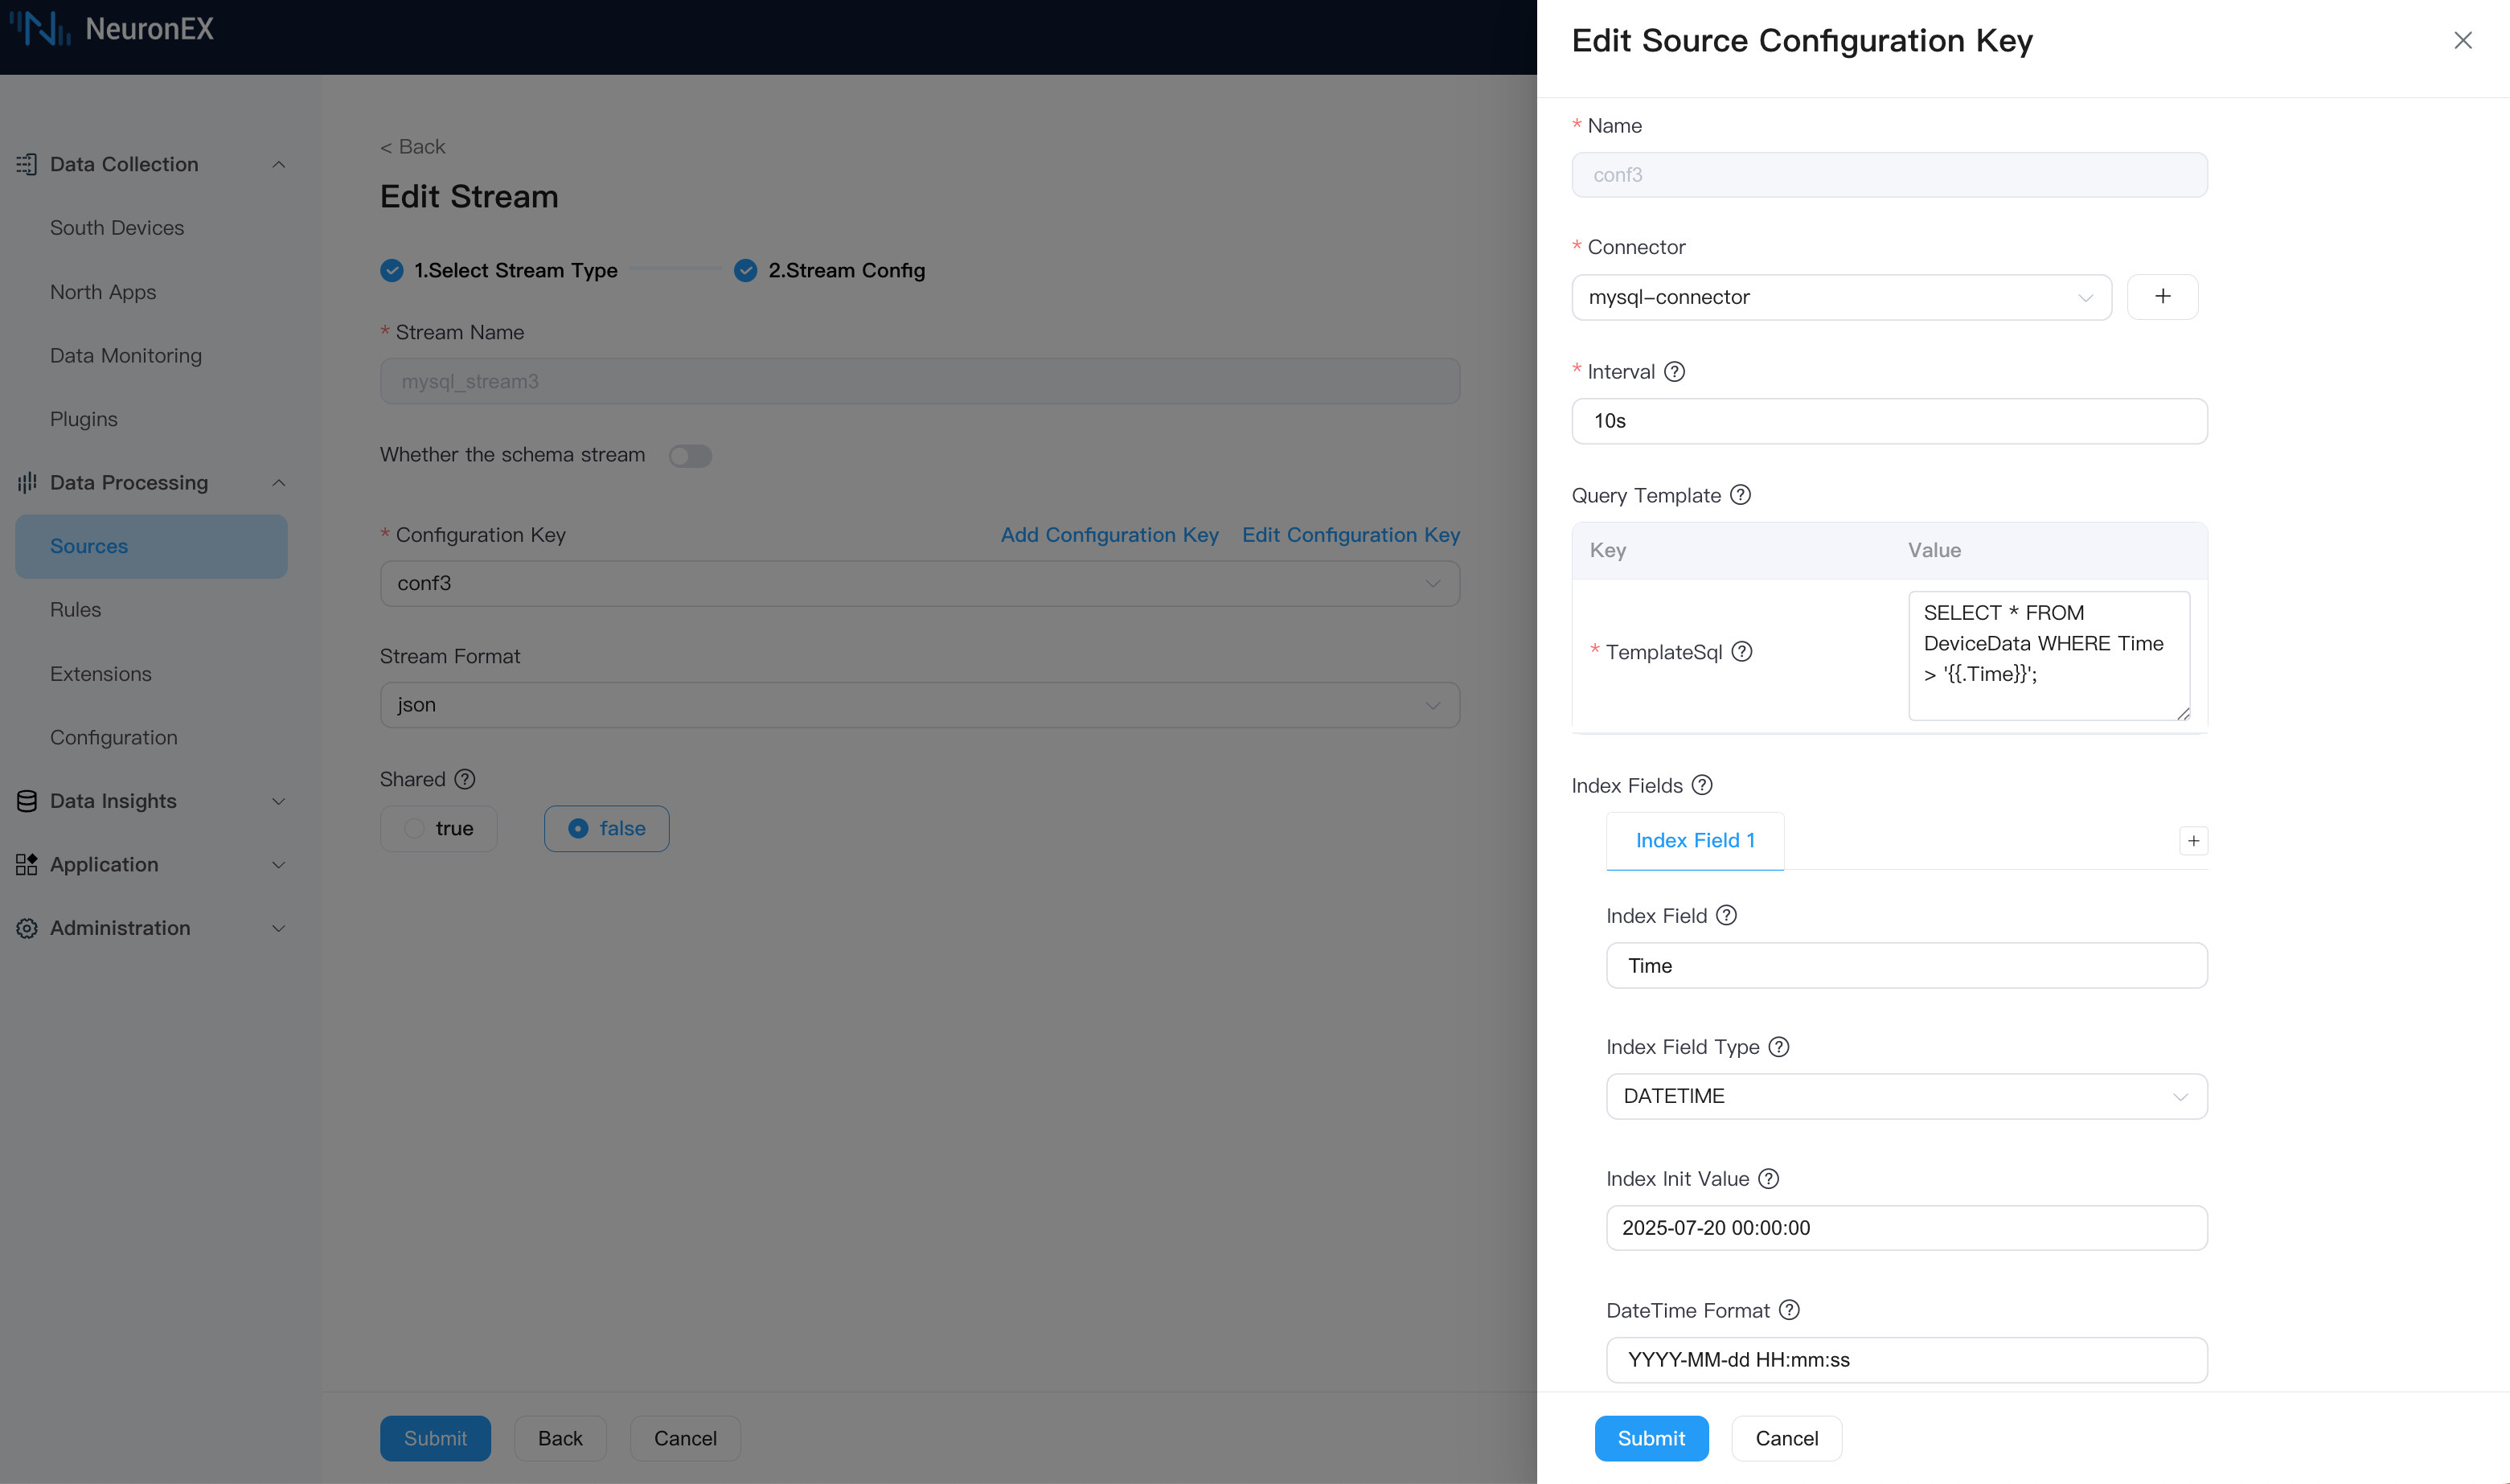 NeuronEX
Data Collection
South Devices
North Apps
Data Monitoring
Plugins
Data Processing
Sources
Rules
Extensions
Configuration
Data Insights
Application
Administration
< Back
Edit Stream
1.Select Stream Type
2.Stream Config
* Stream Name
mysql_stream3
Whether the schema stream
* Configuration Key
Add Configuration Key
Edit Configuration Key
conf3
Stream Format
json
Shared ?
true
false
Submit
Back
Cancel
Edit Source Configuration Key
* Name
conf3
* Connector
mysql-connector
+
* Interval ?
10s
Query Template ?
Key
Value
* TemplateSql ?
SELECT * FROM
DeviceData WHERE Time
> '{{.Time}}';
Index Fields ?
Index Field 1
+
Index Field ?
Time
Index Field Type ?
DATETIME
Index Init Value ?
2025-07-20 00:00:00
DateTime Format ?
YYYY-MM-dd HH:mm:ss
Submit
Cancel